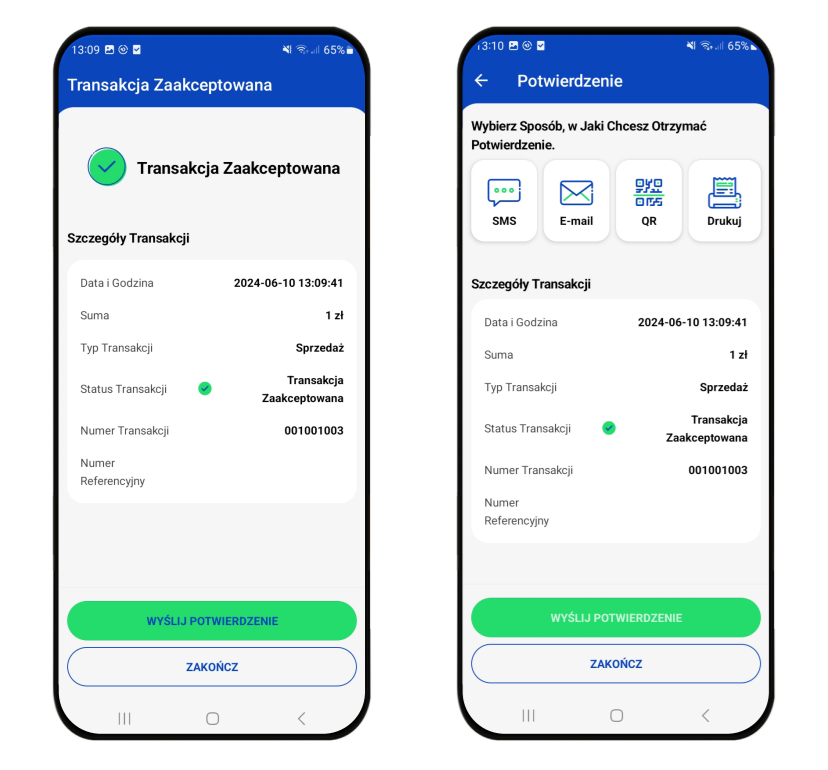 13:09
65%
Transakcja Zaakceptowana
Transakcja Zaakceptowana
Szczegóły Transakcji
Data i Godzina 2024-06-10 13:09:41
Suma 1 zł
Typ Transakcji Sprzedaż
Status Transakcji Transakcja
Zaakceptowana
Numer Transakcji 001001003
Numer
Referencyjny
WYŚLIJ POTWIERDZENIE
ZAKOŃCZ
13:10
65%
Potwierdzenie
Wybierz Sposób, w Jaki Chcesz Otrzymać
Potwierdzenie.
SMS E-mail QR Drukuj
Szczegóły Transakcji
Data i Godzina 2024-06-10 13:09:41
Suma 1 zł
Typ Transakcji Sprzedaż
Status Transakcji Transakcja
Zaakceptowana
Numer Transakcji 001001003
Numer
Referencyjny
WYŚLIJ POTWIERDZENIE
ZAKOŃCZ